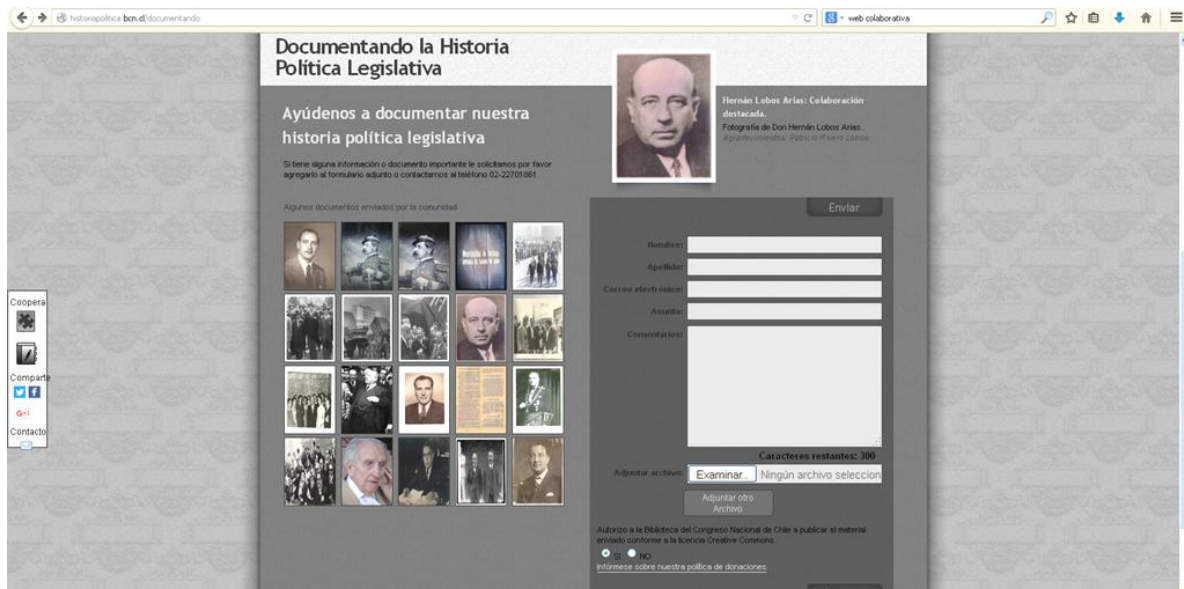 historiapolitica.bcn.cl/documentando
web colaborativa
Documentando la Historia
Política Legislativa
Ayúdenos a documentar nuestra
historia política legislativa
Si tiene alguna información o documento importante le solicitamos por favor
agregarlo al formulario adjunto o contactarnos al teléfono 02-22701861
Algunos documentos enviados por la comunidad
Hernán Lobos Arias: Colaboración
destacada.
Fotografía de Don Hernán Lobos Arias.
Agradecimientos: Patricio Rivera Lobos
Enviar
Nombre:
Apellido:
Correo electrónico:
Asunto:
Comentarios:
Caracteres restantes: 300
Adjuntar archivo: Examinar... Ningún archivo seleccion
Adjuntar otro
Archivo
Autorizo a la Biblioteca del Congreso Nacional de Chile a publicar el material
enviado conforme a la licencia Creative Commons.
SI NO
Infórmese sobre nuestra política de donaciones
Coopera
Comparte
G+1
Contacto